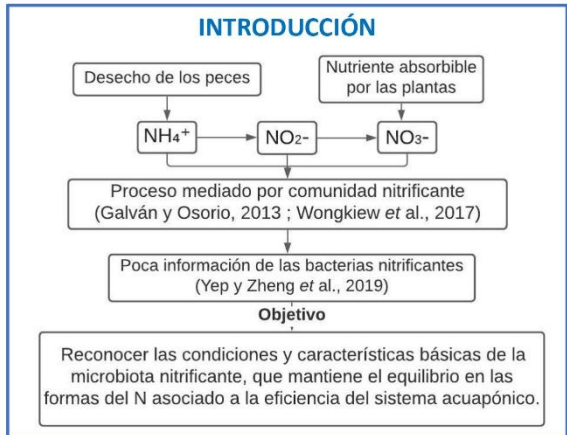 INTRODUCCIÓN
Desecho de los peces
Nutriente absorbible
por las plantas
NH₄⁺
NO₂-
NO₃-
Proceso mediado por comunidad nitrificante
(Galván y Osorio, 2013 ; Wongkiew et al., 2017)
Poca información de las bacterias nitrificantes
(Yep y Zheng et al., 2019)
Objetivo
Reconocer las condiciones y características básicas de la
microbiota nitrificante, que mantiene el equilibrio en las
formas del N asociado a la eficiencia del sistema acuapónico.